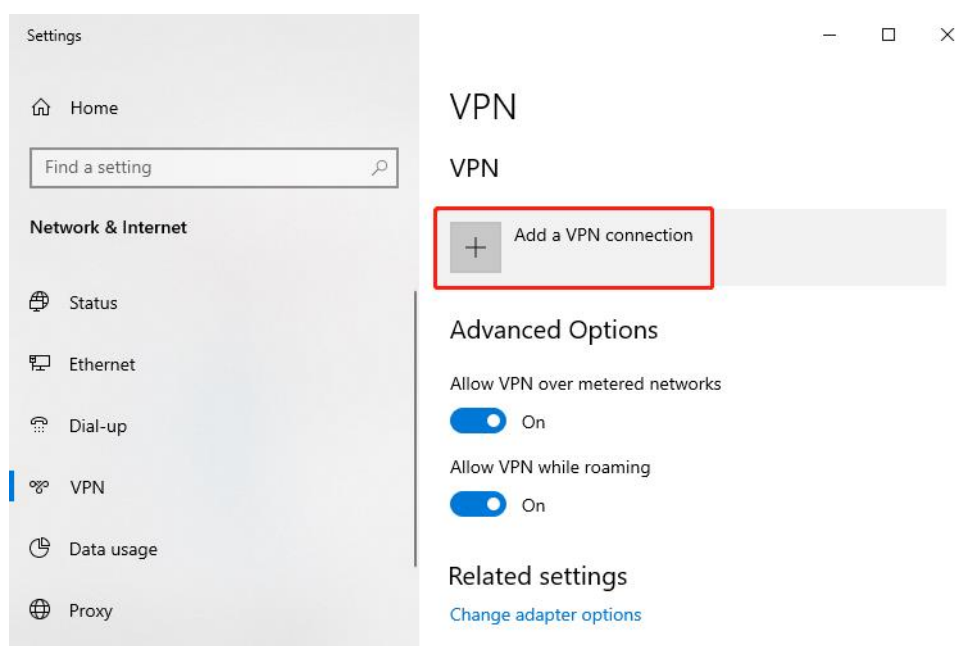 Settings
Home
Find a setting
Network & Internet
Status
Ethernet
Dial-up
VPN
Data usage
Proxy
VPN
VPN
Add a VPN connection
Advanced Options
Allow VPN over metered networks
On
Allow VPN while roaming
On
Related settings
Change adapter options